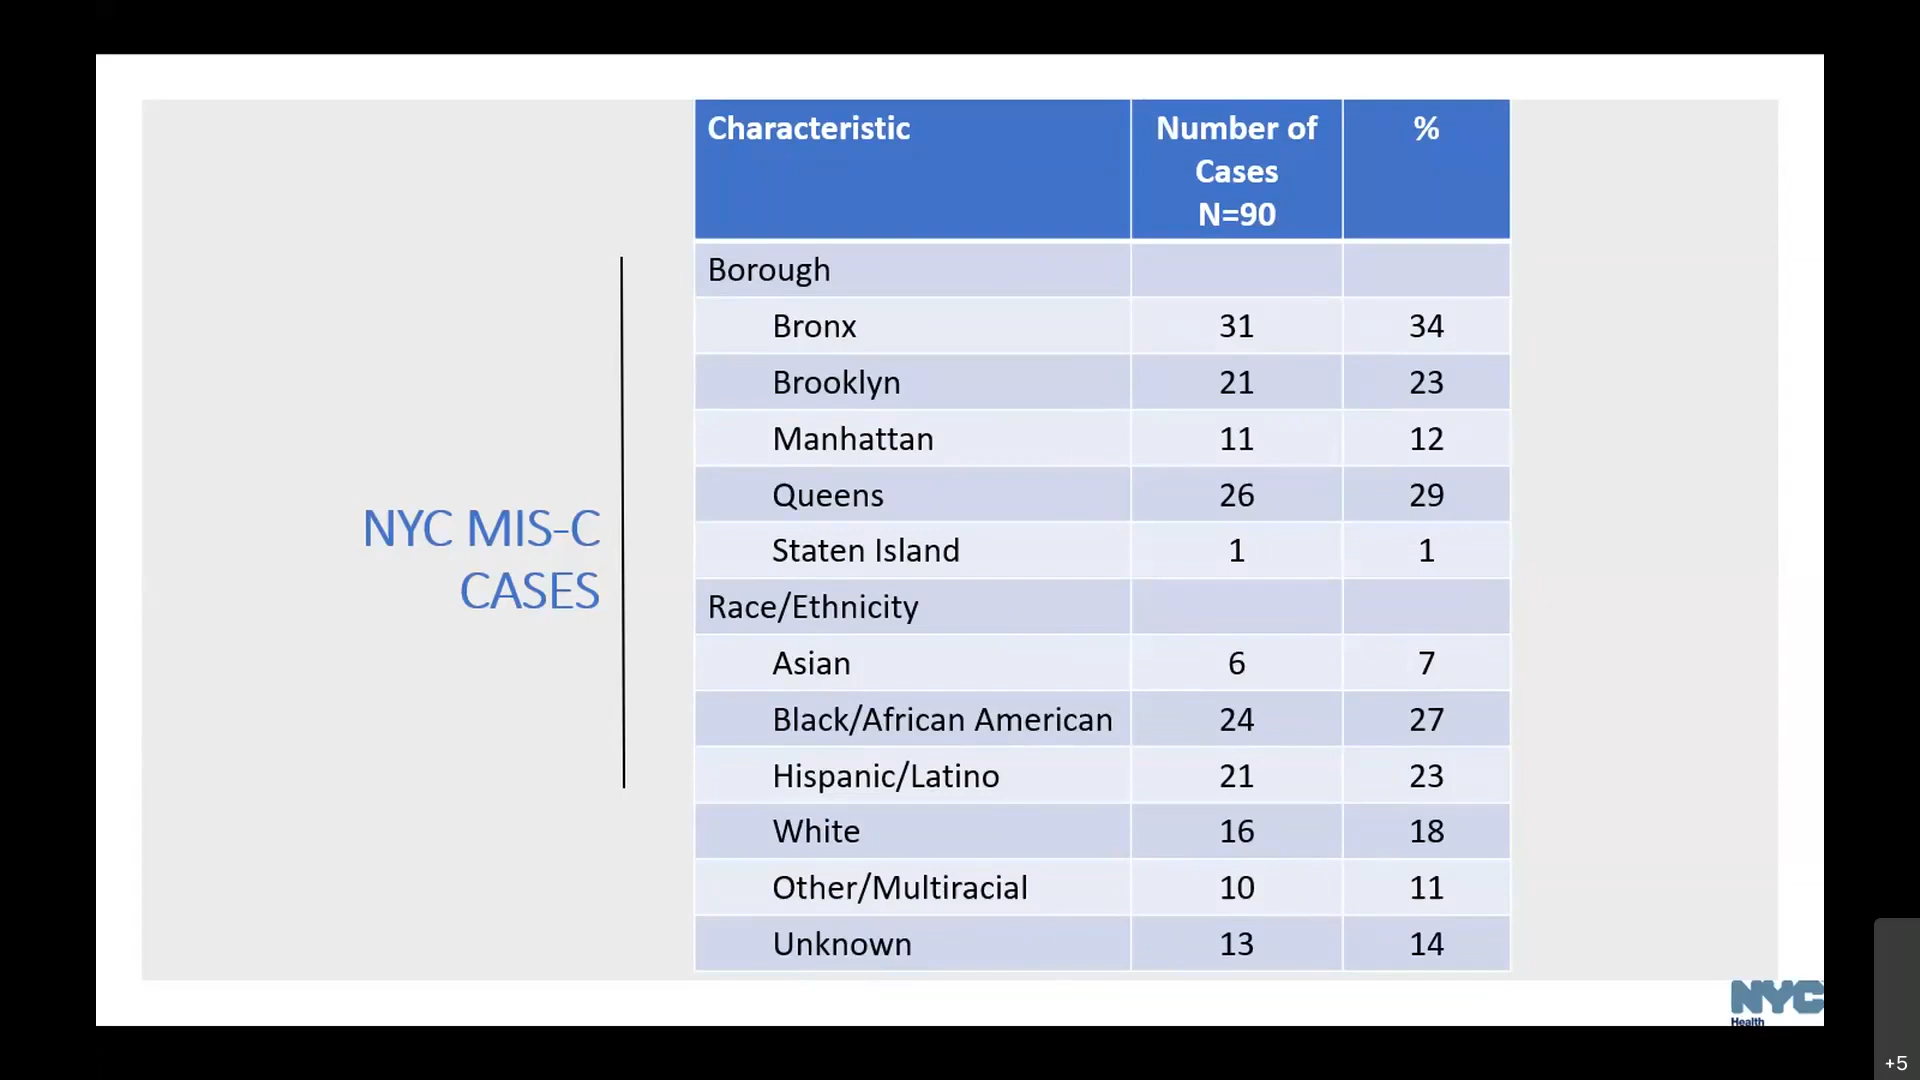 NYC MIS-C
CASES
Characteristic
Number of
Cases
N=90
%
Borough
Bronx 31 34
Brooklyn 21 23
Manhattan 11 12
Queens 26 29
Staten Island 1 1
Race/Ethnicity
Asian 6 7
Black/African American 24 27
Hispanic/Latino 21 23
White 16 18
Other/Multiracial 10 11
Unknown 13 14
NYC
Health
+5